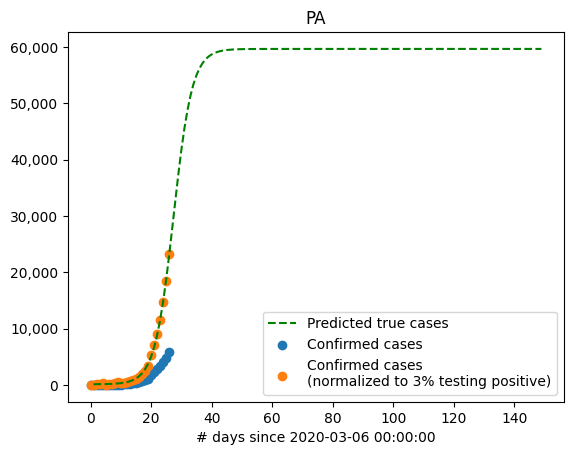 PA
60,000
50,000
40,000
30,000
20,000
10,000
0
0 20 40 60 80 100 120 140
# days since 2020-03-06 00:00:00
Predicted true cases
Confirmed cases
Confirmed cases
(normalized to 3% testing positive)